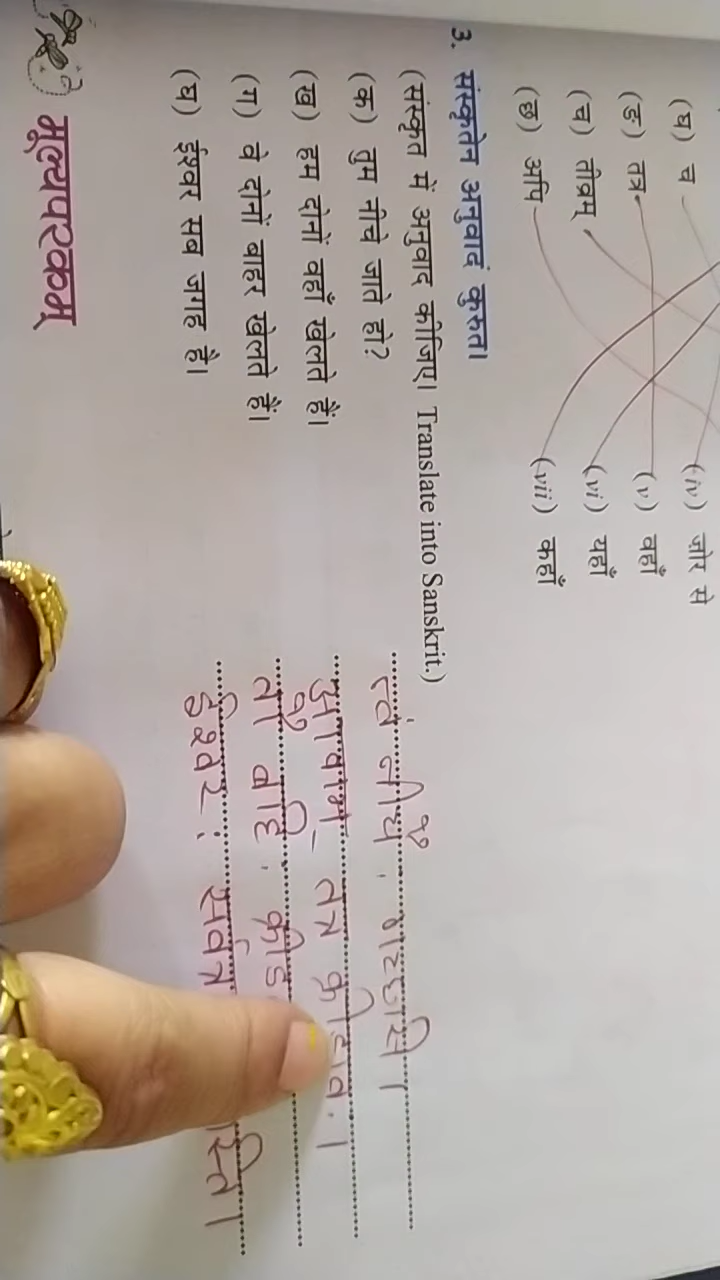 (घ) च (iv) जोर से
(ङ) तत्र (v) वहाँ
(च) तीव्रम् (vi) यहाँ
(छ) अपि (vii) कहाँ
3. संस्कृतेन अनुवादं कुरुत।
(संस्कृत में अनुवाद कीजिए। Translate into Sanskrit.)
(क) तुम नीचे जाते हो? त्वं नीचैः गच्छसि।
(ख) हम दोनों वहाँ खेलते हैं। आवाम् तत्र
(ग) वे दोनों बाहर खेलते हैं। तौ बहिः
(घ) ईश्वर सब जगह है। ईश्वरः सर्वत्र
मूल्यपरकम्